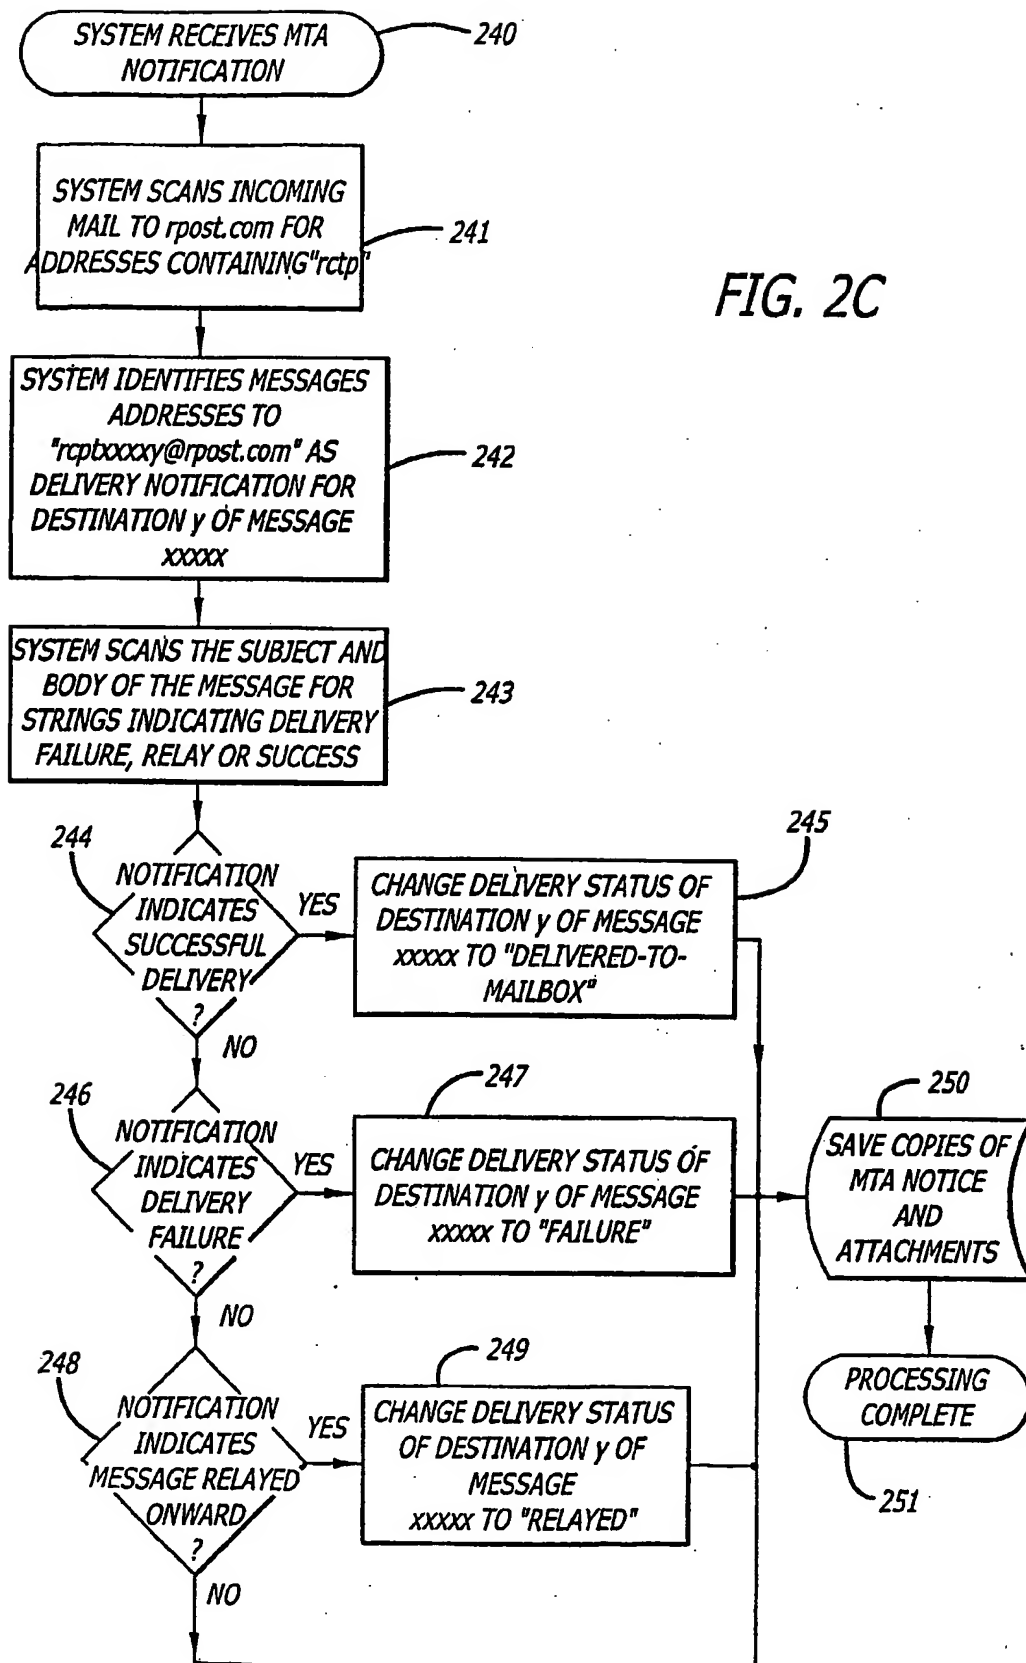 SYSTEM RECEIVES MTA
NOTIFICATION
240
SYSTEM SCANS INCOMING
MAIL TO rpost.com FOR
ADDRESSES CONTAINING"rctp"
241
FIG. 2C
SYSTEM IDENTIFIES MESSAGES
ADDRESSES TO
"rcptxxxxy@rpost.com" AS
DELIVERY NOTIFICATION FOR
DESTINATION y OF MESSAGE
xxxxx
242
SYSTEM SCANS THE SUBJECT AND
BODY OF THE MESSAGE FOR
STRINGS INDICATING DELIVERY
FAILURE, RELAY OR SUCCESS
243
244
NOTIFICATION
INDICATES
SUCCESSFUL
DELIVERY
?
YES
NO
245
CHANGE DELIVERY STATUS OF
DESTINATION y OF MESSAGE
xxxxx TO "DELIVERED-TO-
MAILBOX"
246
NOTIFICATION
INDICATES
DELIVERY
FAILURE
?
YES
NO
247
CHANGE DELIVERY STATUS OF
DESTINATION y OF MESSAGE
xxxxx TO "FAILURE"
250
SAVE COPIES OF
MTA NOTICE
AND
ATTACHMENTS
248
NOTIFICATION
INDICATES
MESSAGE RELAYED
ONWARD
?
YES
NO
249
CHANGE DELIVERY STATUS
OF DESTINATION y OF
MESSAGE
xxxxx TO "RELAYED"
PROCESSING
COMPLETE
251